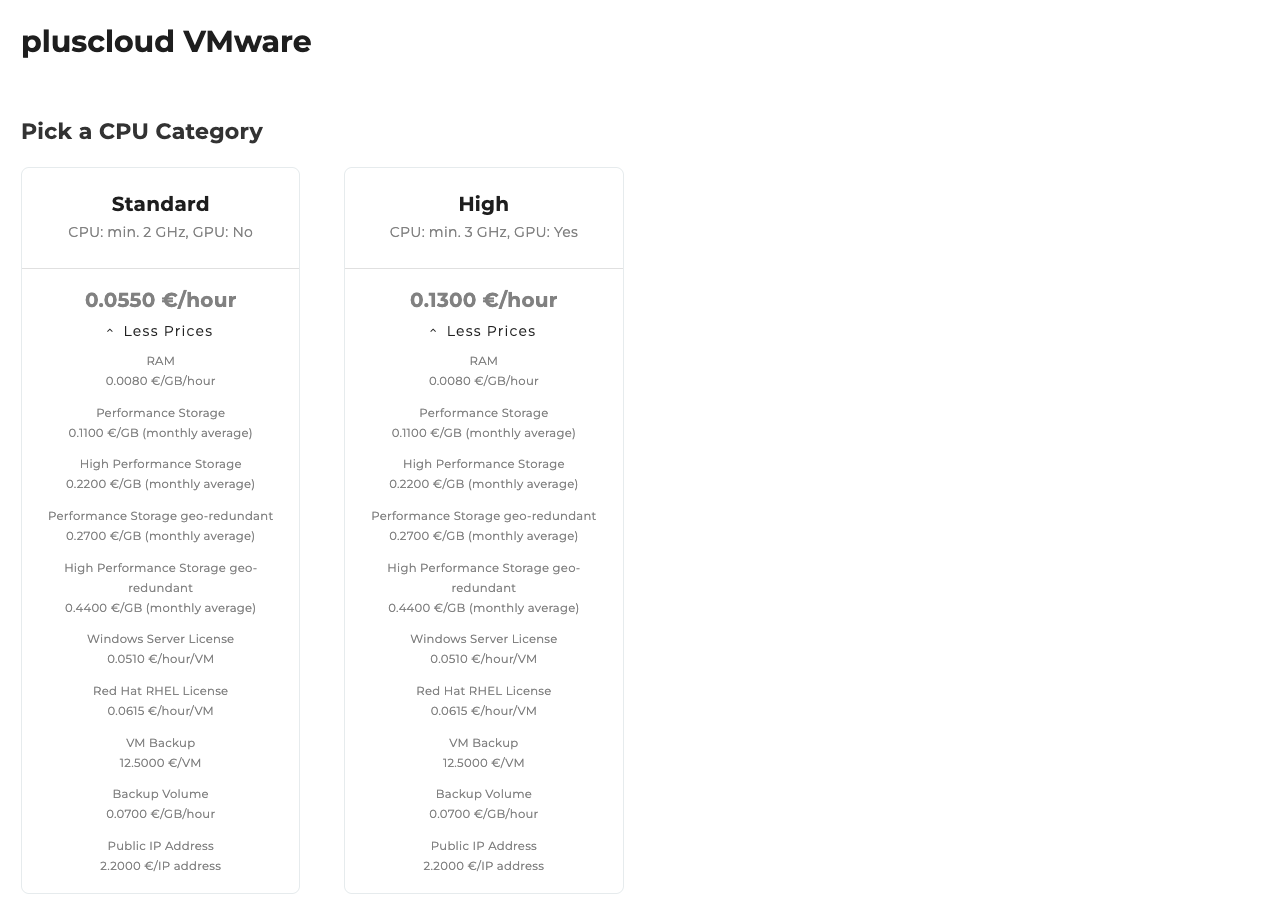 pluscloud VMware
Pick a CPU Category
Standard
CPU: min. 2 GHz, GPU: No
0.0550 €/hour
^ Less Prices
RAM
0.0080 €/GB/hour
Performance Storage
0.1100 €/GB (monthly average)
High Performance Storage
0.2200 €/GB (monthly average)
Performance Storage geo-redundant
0.2700 €/GB (monthly average)
High Performance Storage geo-
redundant
0.4400 €/GB (monthly average)
Windows Server License
0.0510 €/hour/VM
Red Hat RHEL License
0.0615 €/hour/VM
VM Backup
12.5000 €/VM
Backup Volume
0.0700 €/GB/hour
Public IP Address
2.2000 €/IP address
High
CPU: min. 3 GHz, GPU: Yes
0.1300 €/hour
^ Less Prices
RAM
0.0080 €/GB/hour
Performance Storage
0.1100 €/GB (monthly average)
High Performance Storage
0.2200 €/GB (monthly average)
Performance Storage geo-redundant
0.2700 €/GB (monthly average)
High Performance Storage geo-
redundant
0.4400 €/GB (monthly average)
Windows Server License
0.0510 €/hour/VM
Red Hat RHEL License
0.0615 €/hour/VM
VM Backup
12.5000 €/VM
Backup Volume
0.0700 €/GB/hour
Public IP Address
2.2000 €/IP address